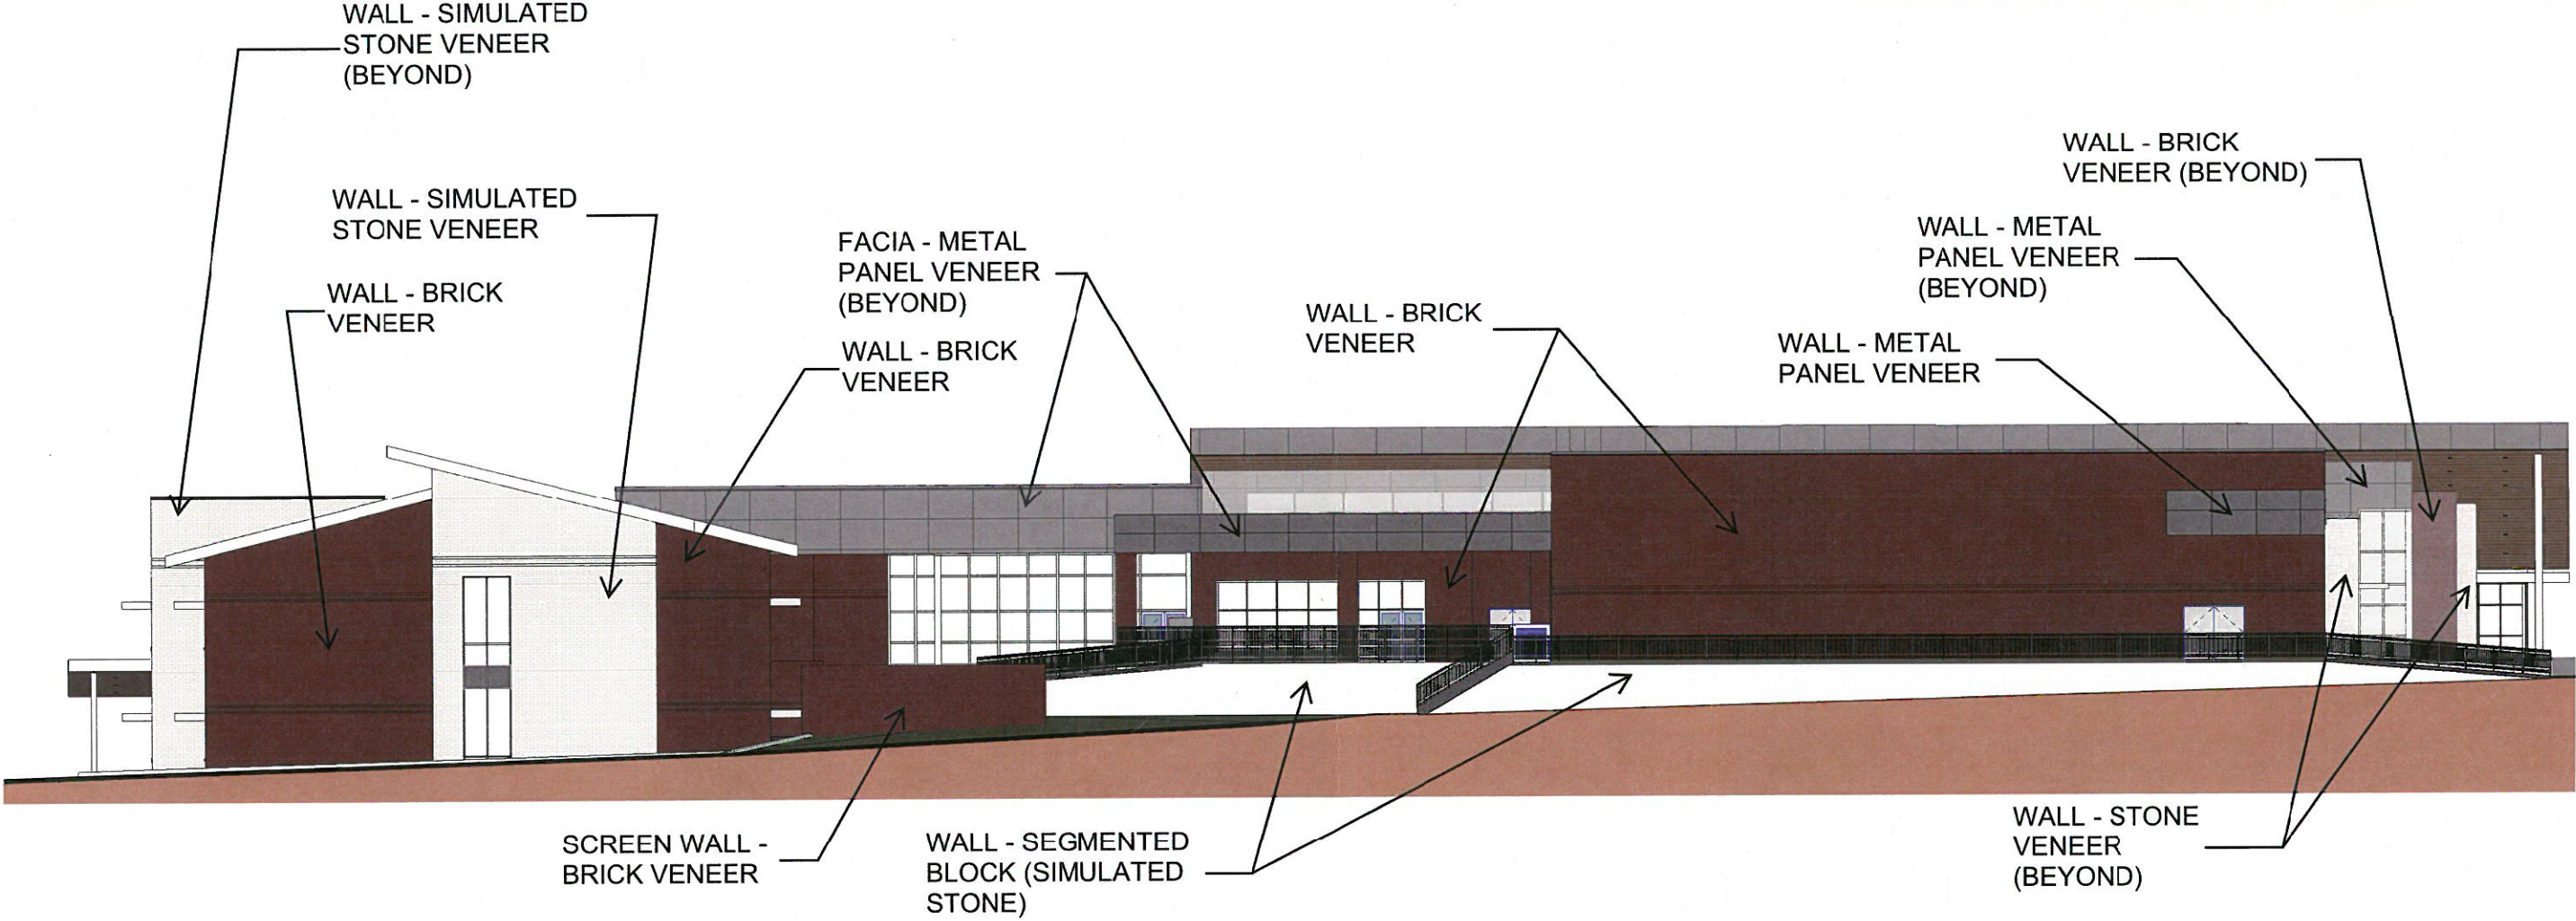 WALL - SIMULATED
STONE VENEER
(BEYOND)
WALL - SIMULATED
STONE VENEER
WALL - BRICK
VENEER
FACIA - METAL
PANEL VENEER
(BEYOND)
WALL - BRICK
VENEER
WALL - BRICK
VENEER
WALL - BRICK
VENEER (BEYOND)
WALL - METAL
PANEL VENEER
(BEYOND)
WALL - METAL
PANEL VENEER
SCREEN WALL -
BRICK VENEER
WALL - SEGMENTED
BLOCK (SIMULATED
STONE)
WALL - STONE
VENEER
(BEYOND)